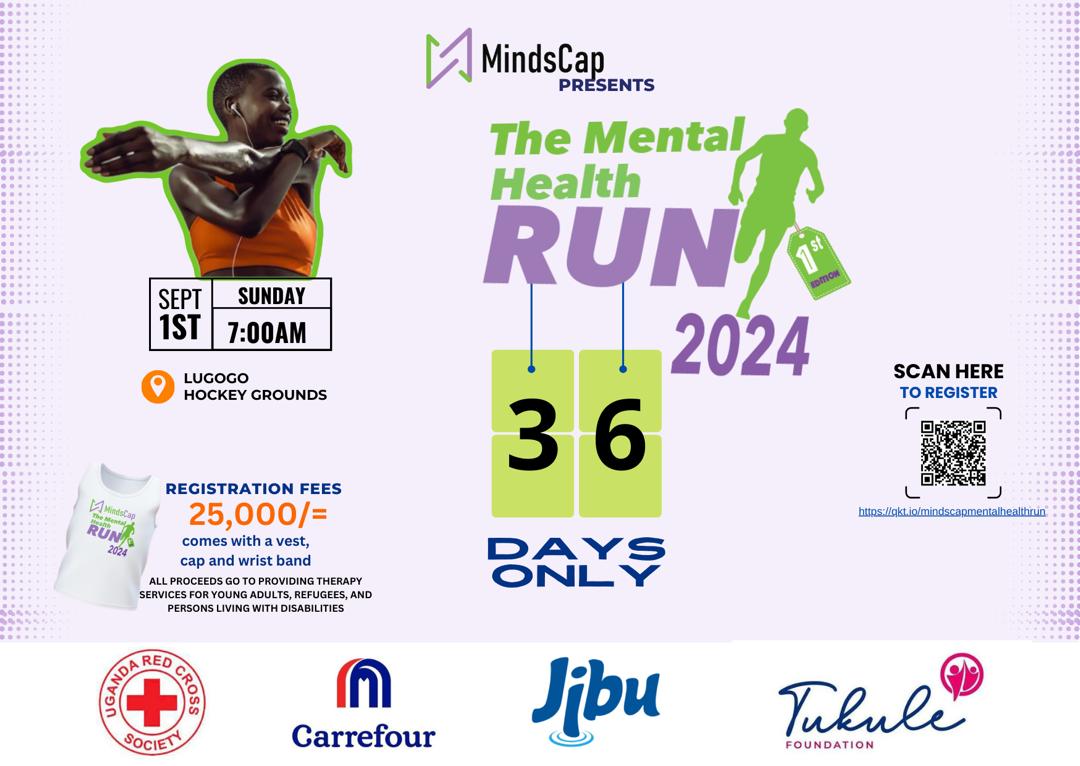 MindsCap
PRESENTS
The Mental
Health
RUN
1st
EDITION
2024
SEPT
1ST
SUNDAY
7:00AM
LUGOGO
HOCKEY GROUNDS
36
DAYS
ONLY
SCAN HERE
TO REGISTER
https://qkt.io/mindscapmentalhealthrun
MindsCap
The Mental
Health
RUN
2024
REGISTRATION FEES
25,000/=
comes with a vest,
cap and wrist band
ALL PROCEEDS GO TO PROVIDING THERAPY
SERVICES FOR YOUNG ADULTS, REFUGEES, AND
PERSONS LIVING WITH DISABILITIES
UGANDA RED CROSS
SOCIETY
Carrefour
Jibu
Tukule
FOUNDATION